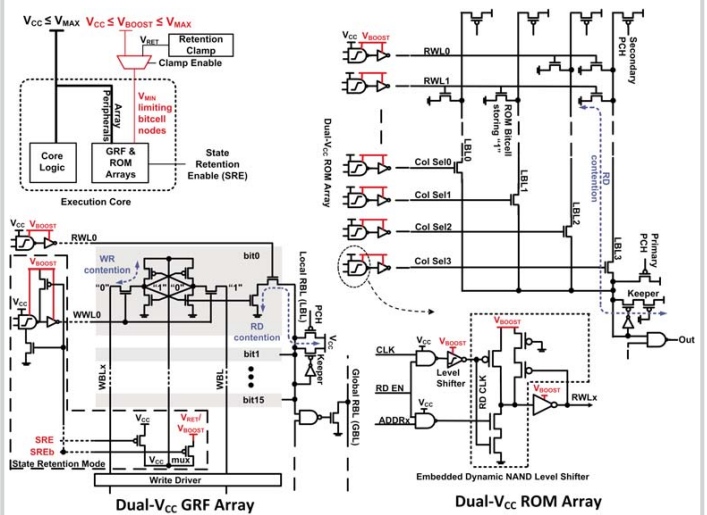 VCC ≤ VMAX
VCC ≤ VBOOST ≤ VMAX
VRET
Retention
Clamp
Clamp Enable
Array
Peripherals
VMIN
limiting
bitcell
nodes
Core
Logic
GRF &
ROM
Arrays
State
Retention
Enable (SRE)
Execution Core
VCC
VBOOST
RWL0
VBOOST
WR
contention
bit0
"0"
"1"
"0"
"1"
VCC
WWL0
RD
contention
Local RBL (LBL)
PCH
VCC
Keeper
bit1
bit15
WBLx
WBL
Global RBL (GBL)
SRE
SREb
VCC
VRET/
VBOOST
VCC mux
State Retention Mode
Write Driver
Dual-VCC GRF Array
VCC VBOOST
RWL0
RWL1
Secondary
PCH
ROM Bitcell
storing "1"
Dual-VCC ROM Array
LBL0
RD
contention
Col Sel0
LBL1
Col Sel1
LBL2
Col Sel2
LBL3
Col Sel3
Primary
PCH
Keeper
Out
CLK
VCC
VBOOST
Level
Shifter
RD EN
RD CLK
VBOOST
VCC
ADDRx
VBOOST
RWLx
Embedded Dynamic NAND Level Shifter
Dual-VCC ROM Array